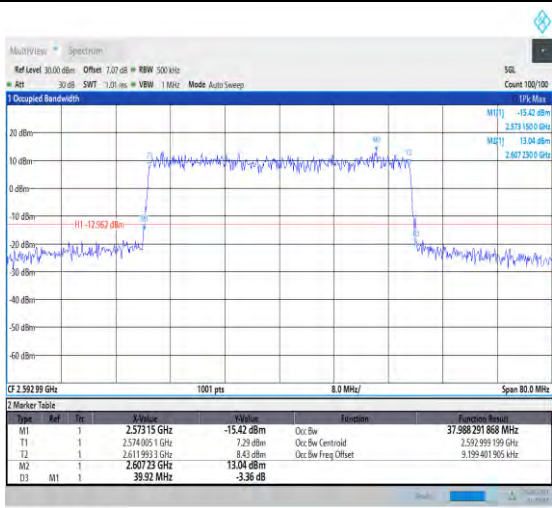 MultiView Spectrum
Ref Level 30.00 dBm Offset 7.07 dB RBW 500 kHz SGL
Att 30 dB SWT 1.01 ms VBW 1 MHz Mode Auto Sweep Count 100/100
1 Occupied Bandwidth 1Pk Max
M1[1] -15.42 dBm
2.573 150 0 GHz
20 dBm
M2[1] 13.04 dBm
2.607 230 0 GHz
M2
T2
10 dBm
0 dBm
-10 dBm
H1 -12.962 dBm
-20 dBm
-30 dBm
-40 dBm
-50 dBm
-60 dBm
CF 2.592 99 GHz 1001 pts 8.0 MHz/ Span 80.0 MHz
2 Marker Table
Type Ref Trc X-Value Y-Value Function Function Result
M1 1 2.573 15 GHz -15.42 dBm Occ Bw 37.988 291 868 MHz
T1 1 2.574 005 1 GHz 7.29 dBm Occ Bw Centroid 2.592 999 199 GHz
T2 1 2.611 993 3 GHz 8.43 dBm Occ Bw Freq Offset 9.199 401 905 kHz
M2 1 2.607 23 GHz 13.04 dBm
D3 M1 1 39.92 MHz -3.36 dB